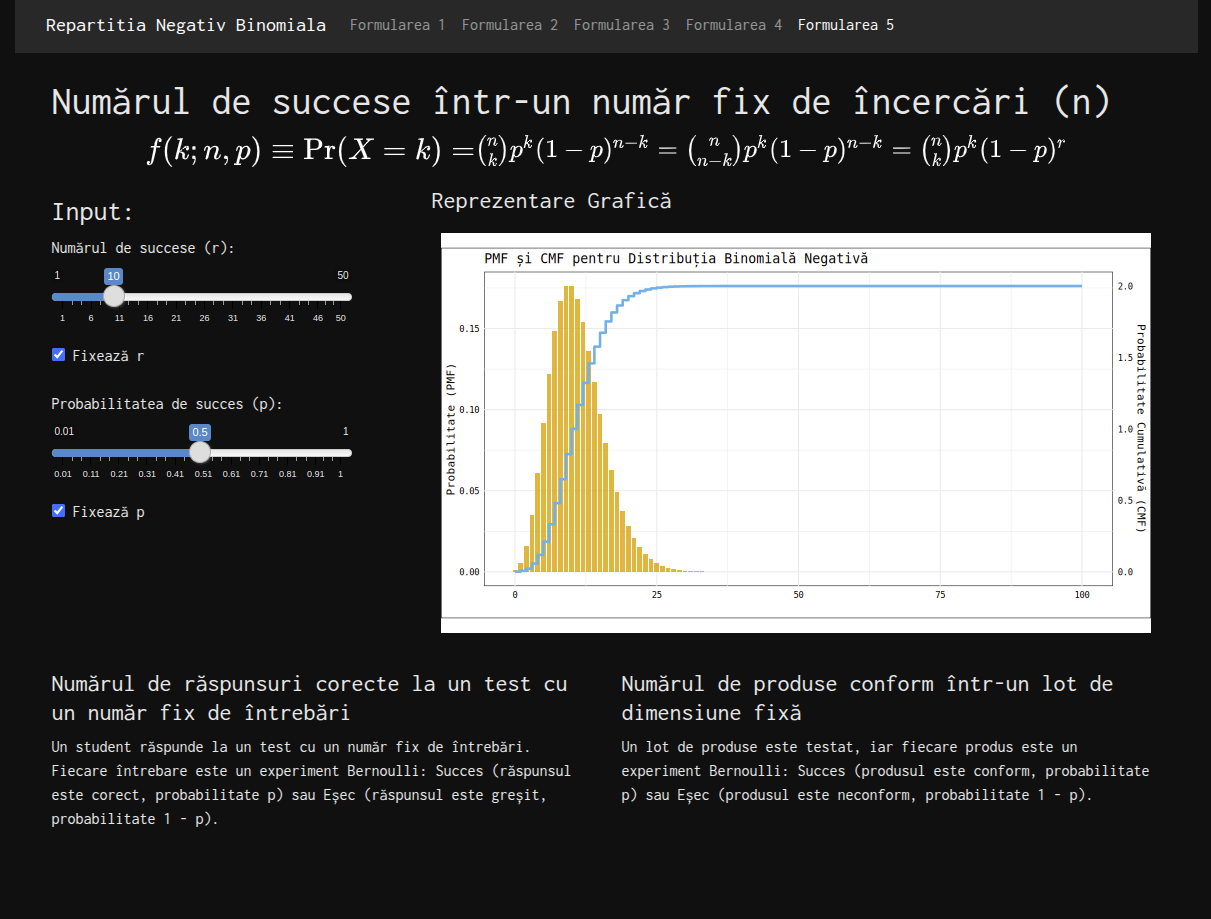 Repartitia Negativ Binomiala Formularea 1 Formularea 2 Formularea 3 Formularea 4 Formularea 5
Numărul de succese într-un număr fix de încercări (n)
f(k; n, p) ≡ Pr(X = k) = (n k) p^k (1 − p)^{n−k} = (n n−k) p^k (1 − p)^{n−k} = (n k) p^k (1 − p)^r
Input:
Numărul de succese (r):
1 10 50
1 6 11 16 21 26 31 36 41 46 50
Fixează r
Probabilitatea de succes (p):
0.01 0.5 1
0.01 0.11 0.21 0.31 0.41 0.51 0.61 0.71 0.81 0.91 1
Fixează p
Reprezentare Grafică
PMF și CMF pentru Distribuția Binomială Negativă
Probabilitate (PMF)
0.15
0.10
0.05
0.00
0 25 50 75 100
2.0
1.5
1.0
0.5
0.0
Probabilitate Cumulativă (CMF)
Numărul de răspunsuri corecte la un test cu
un număr fix de întrebări
Un student răspunde la un test cu un număr fix de întrebări.
Fiecare întrebare este un experiment Bernoulli: Succes (răspunsul
este corect, probabilitate p) sau Eșec (răspunsul este greșit,
probabilitate 1 - p).
Numărul de produse conform într-un lot de
dimensiune fixă
Un lot de produse este testat, iar fiecare produs este un
experiment Bernoulli: Succes (produsul este conform, probabilitate
p) sau Eșec (produsul este neconform, probabilitate 1 - p).